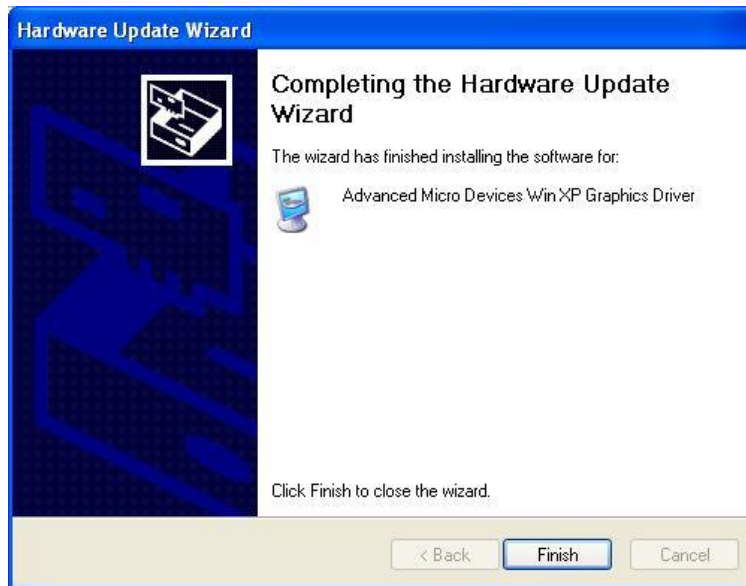 Hardware Update Wizard
Completing the Hardware Update
Wizard
The wizard has finished installing the software for:
Advanced Micro Devices Win XP Graphics Driver
Click Finish to close the wizard.
< Back Finish Cancel